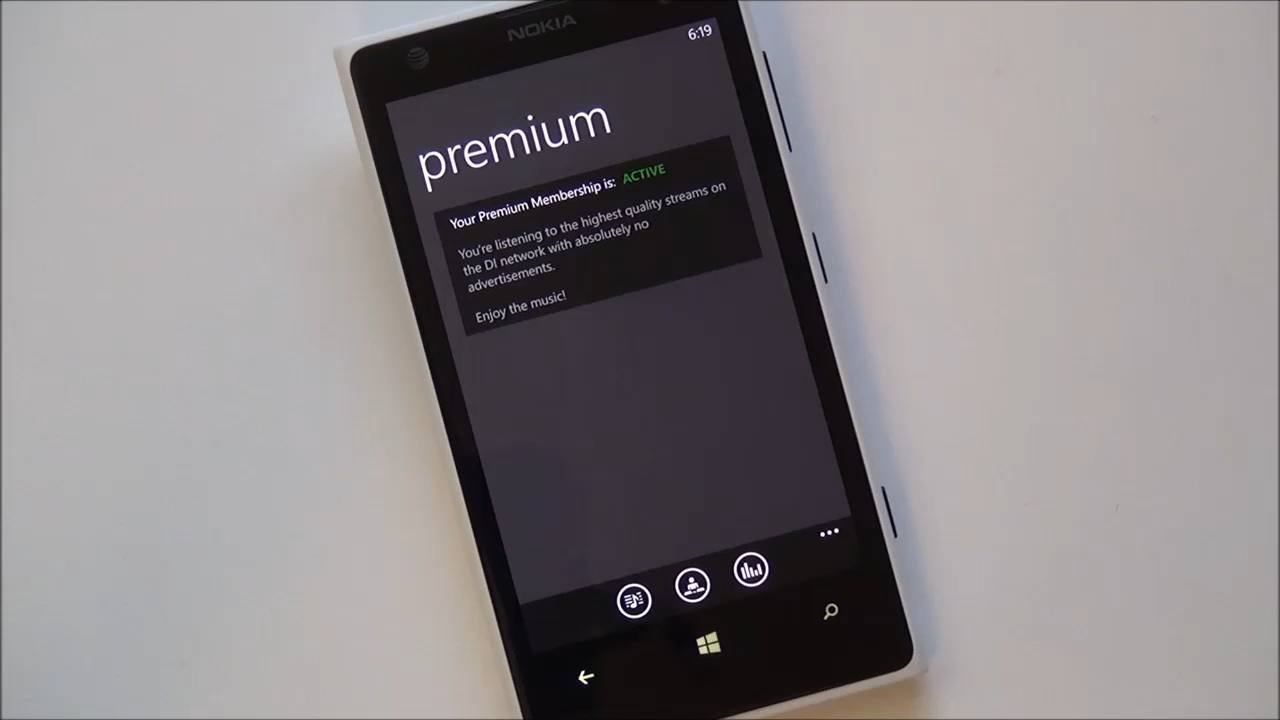 NOKIA
6:19
premium
Your Premium Membership is: ACTIVE
You're listening to the highest quality streams on
the DI network with absolutely no
advertisements.
Enjoy the music!